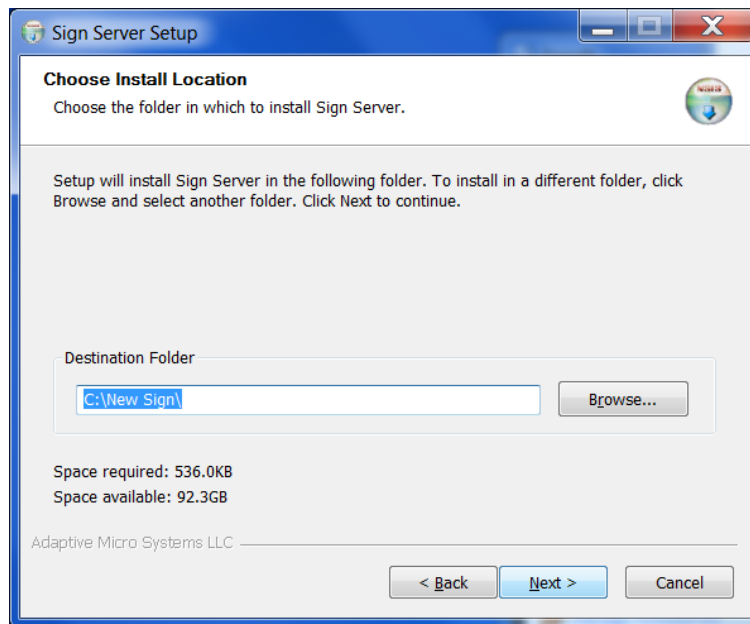 Sign Server Setup
Choose Install Location
Choose the folder in which to install Sign Server.
Setup will install Sign Server in the following folder. To install in a different folder, click
Browse and select another folder. Click Next to continue.
Destination Folder
C:\New Sign\
Browse...
Space required: 536.0KB
Space available: 92.3GB
Adaptive Micro Systems LLC
< Back
Next >
Cancel